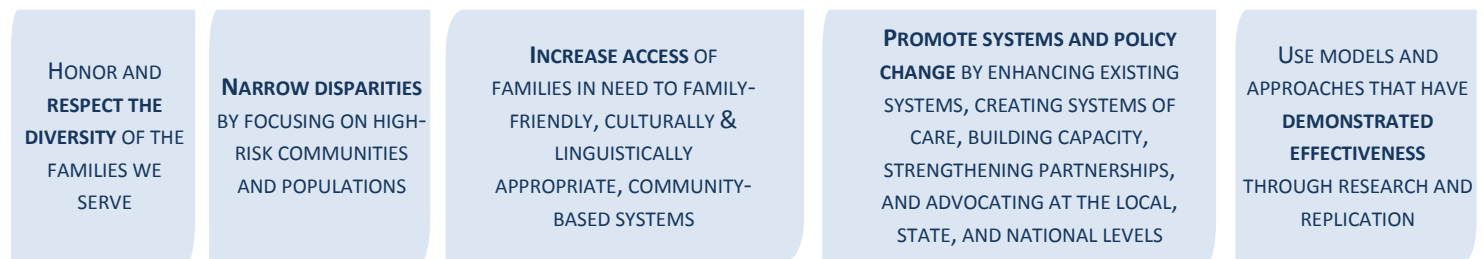 HONOR AND
RESPECT THE
DIVERSITY OF THE
FAMILIES WE
SERVE
NARROW DISPARITIES
BY FOCUSING ON HIGH-
RISK COMMUNITIES
AND POPULATIONS
INCREASE ACCESS OF
FAMILIES IN NEED TO FAMILY-
FRIENDLY, CULTURALLY &
LINGUISTICALLY
APPROPRIATE, COMMUNITY-
BASED SYSTEMS
PROMOTE SYSTEMS AND POLICY
CHANGE BY ENHANCING EXISTING
SYSTEMS, CREATING SYSTEMS OF
CARE, BUILDING CAPACITY,
STRENGTHENING PARTNERSHIPS,
AND ADVOCATING AT THE LOCAL,
STATE, AND NATIONAL LEVELS
USE MODELS AND
APPROACHES THAT HAVE
DEMONSTRATED
EFFECTIVENESS
THROUGH RESEARCH AND
REPLICATION